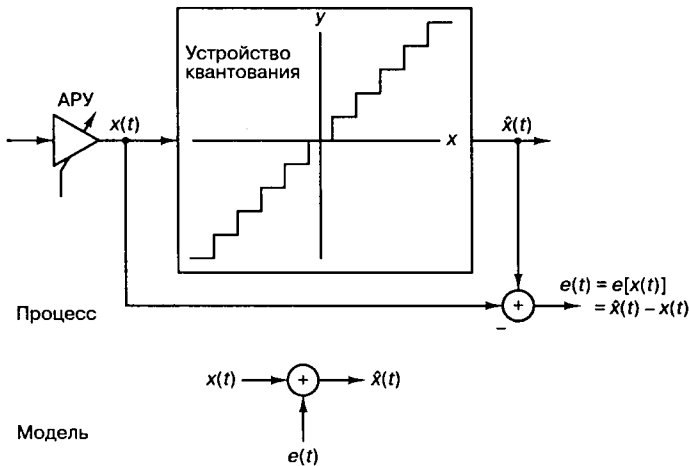 y
Устройство
квантования
АРУ
x(t)
x
x̂(t)
e(t) = e[x(t)]
= x̂(t) – x(t)
+
–
Процесс
x(t)
+
x̂(t)
Модель
e(t)